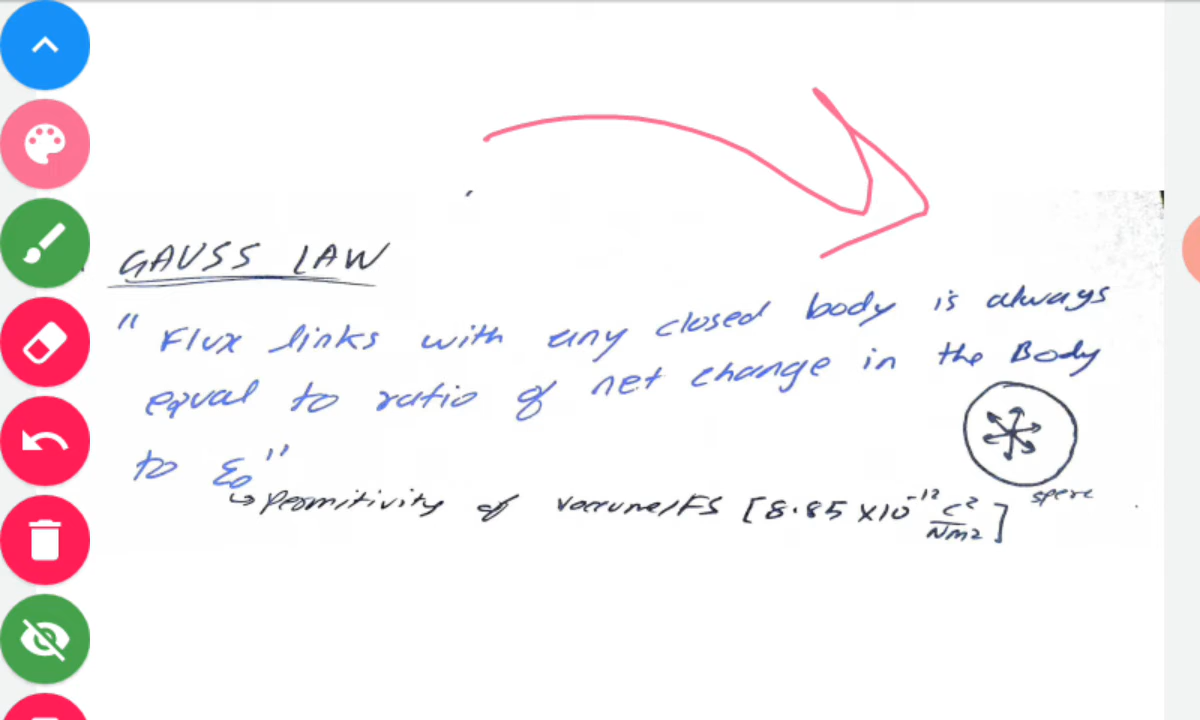 GAUSS LAW
" Flux links with any closed body is always
equal to ratio of net change in the Body
to ε₀"
↳ permitivity of vaccume/FS [8.85 X10⁻¹² C²/Nm2]
spere